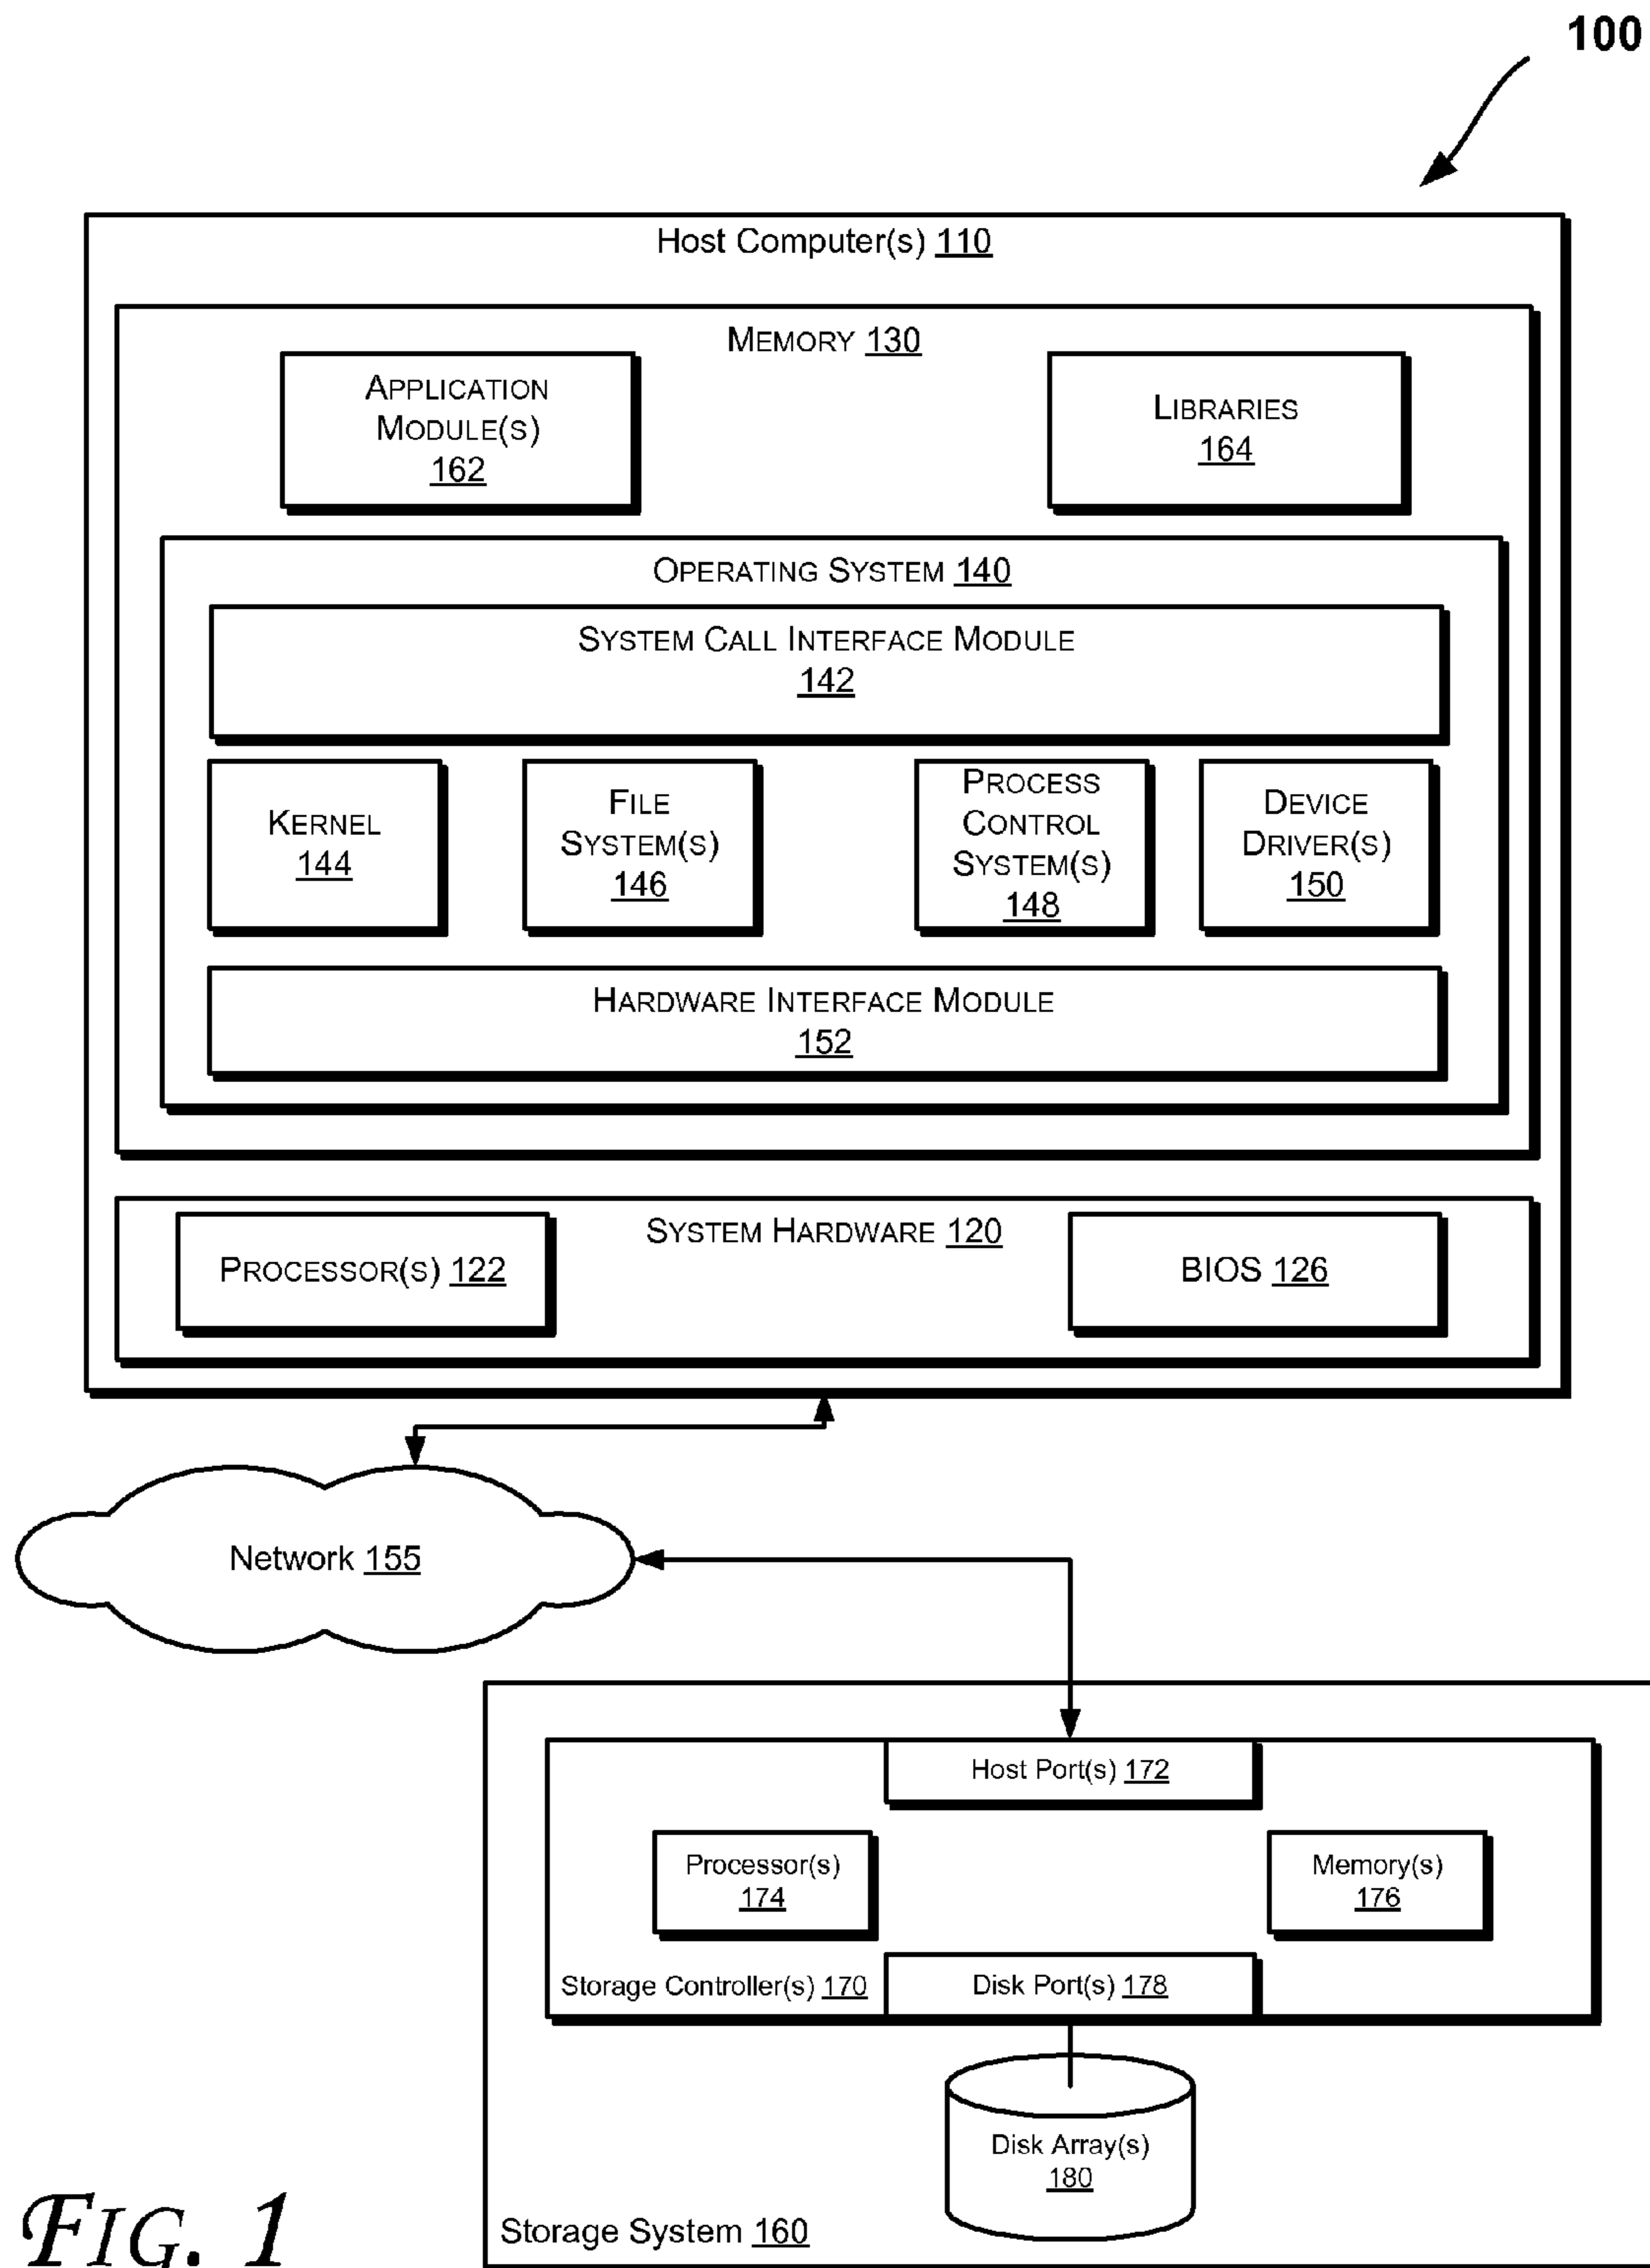 100
Host Computer(s) 110
MEMORY 130
APPLICATION
MODULE(S)
162
LIBRARIES
164
OPERATING SYSTEM 140
SYSTEM CALL INTERFACE MODULE
142
KERNEL
144
FILE
SYSTEM(S)
146
PROCESS
CONTROL
SYSTEM(S)
148
DEVICE
DRIVER(S)
150
HARDWARE INTERFACE MODULE
152
SYSTEM HARDWARE 120
PROCESSOR(S) 122
BIOS 126
Network 155
Host Port(s) 172
Processor(s)
174
Memory(s)
176
Storage Controller(s) 170
Disk Port(s) 178
Disk Array(s)
180
Storage System 160
FIG. 1